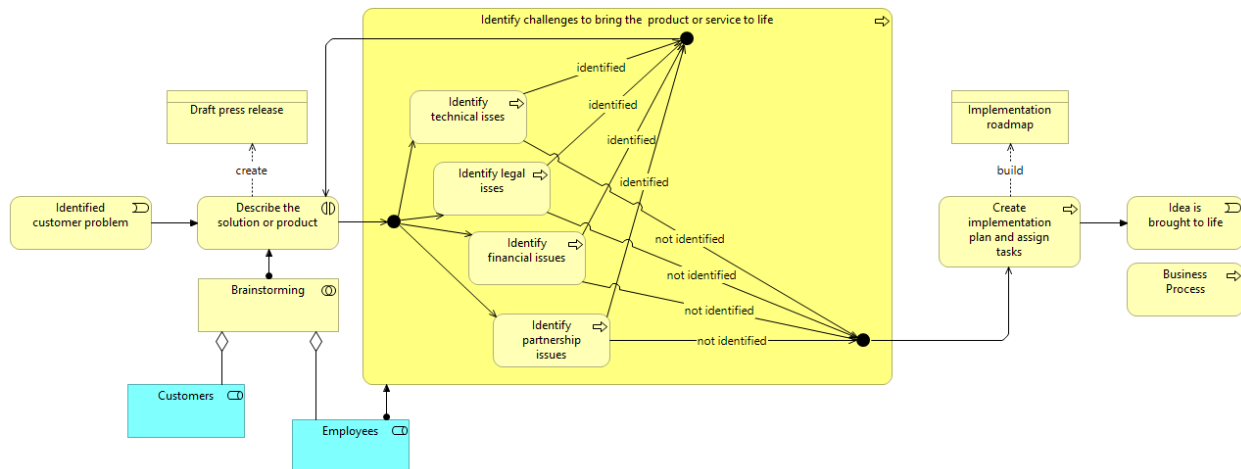 Identify challenges to bring the product or service to life
identified
identified
identified
identified
Draft press release
create
Identified
customer problem
Describe the
solution or product
Brainstorming
Customers
Employees
Identify
technical isses
Identify legal
isses
Identify
financial issues
Identify
partnership
issues
not identified
not identified
not identified
not identified
Implementation
roadmap
build
Create
implementation
plan and assign
tasks
Idea is
brought to life
Business
Process